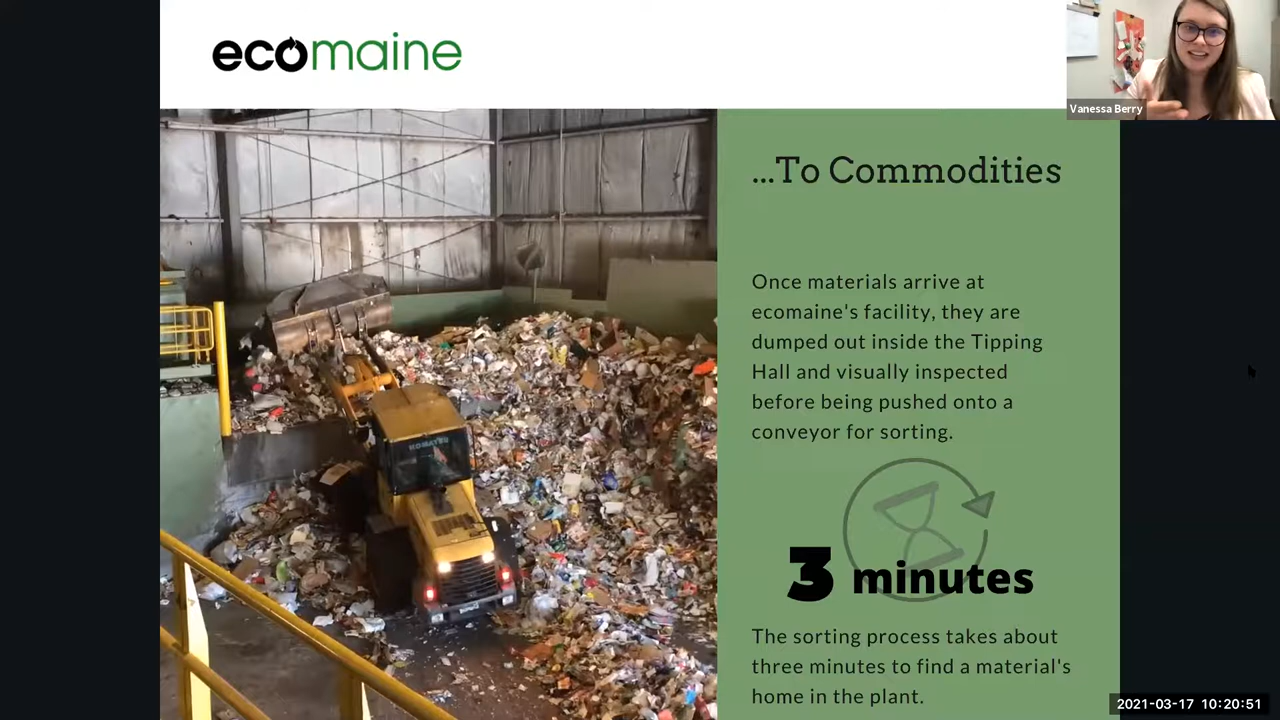 ecomaine
Vanessa Berry
...To Commodities
Once materials arrive at
ecomaine's facility, they are
dumped out inside the Tipping
Hall and visually inspected
before being pushed onto a
conveyor for sorting.
KOMATSU
3 minutes
The sorting process takes about
three minutes to find a material's
home in the plant.
2021-03-17 10:20:51